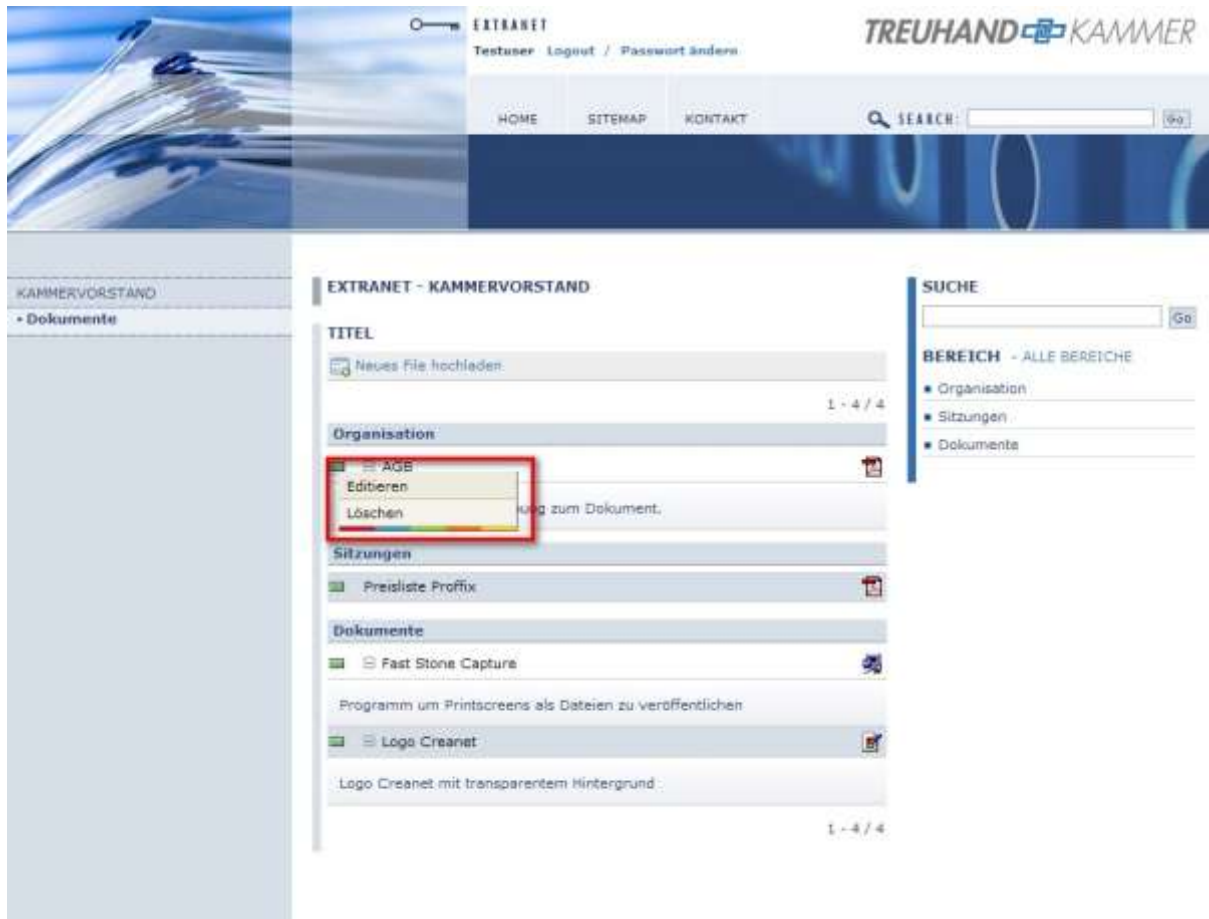 EXTRANET
Testuser Logout / Passwort ändern
TREUHAND KAMMER
HOME SITEMAP KONTAKT
SEARCH: Go
KAMMERVORSTAND
Dokumente
EXTRANET - KAMMERVORSTAND
TITEL
Neues File hochladen
1 - 4 / 4
Organisation
AGB
Editieren
Löschen
zum Dokument.
Sitzungen
Preisliste Proffix
Dokumente
Fast Stone Capture
Programm um Printscreens als Dateien zu veröffentlichen
Logo Creanet
Logo Creanet mit transparentem Hintergrund
1 - 4 / 4
SUCHE
Go
BEREICH - ALLE BEREICHE
Organisation
Sitzungen
Dokumente